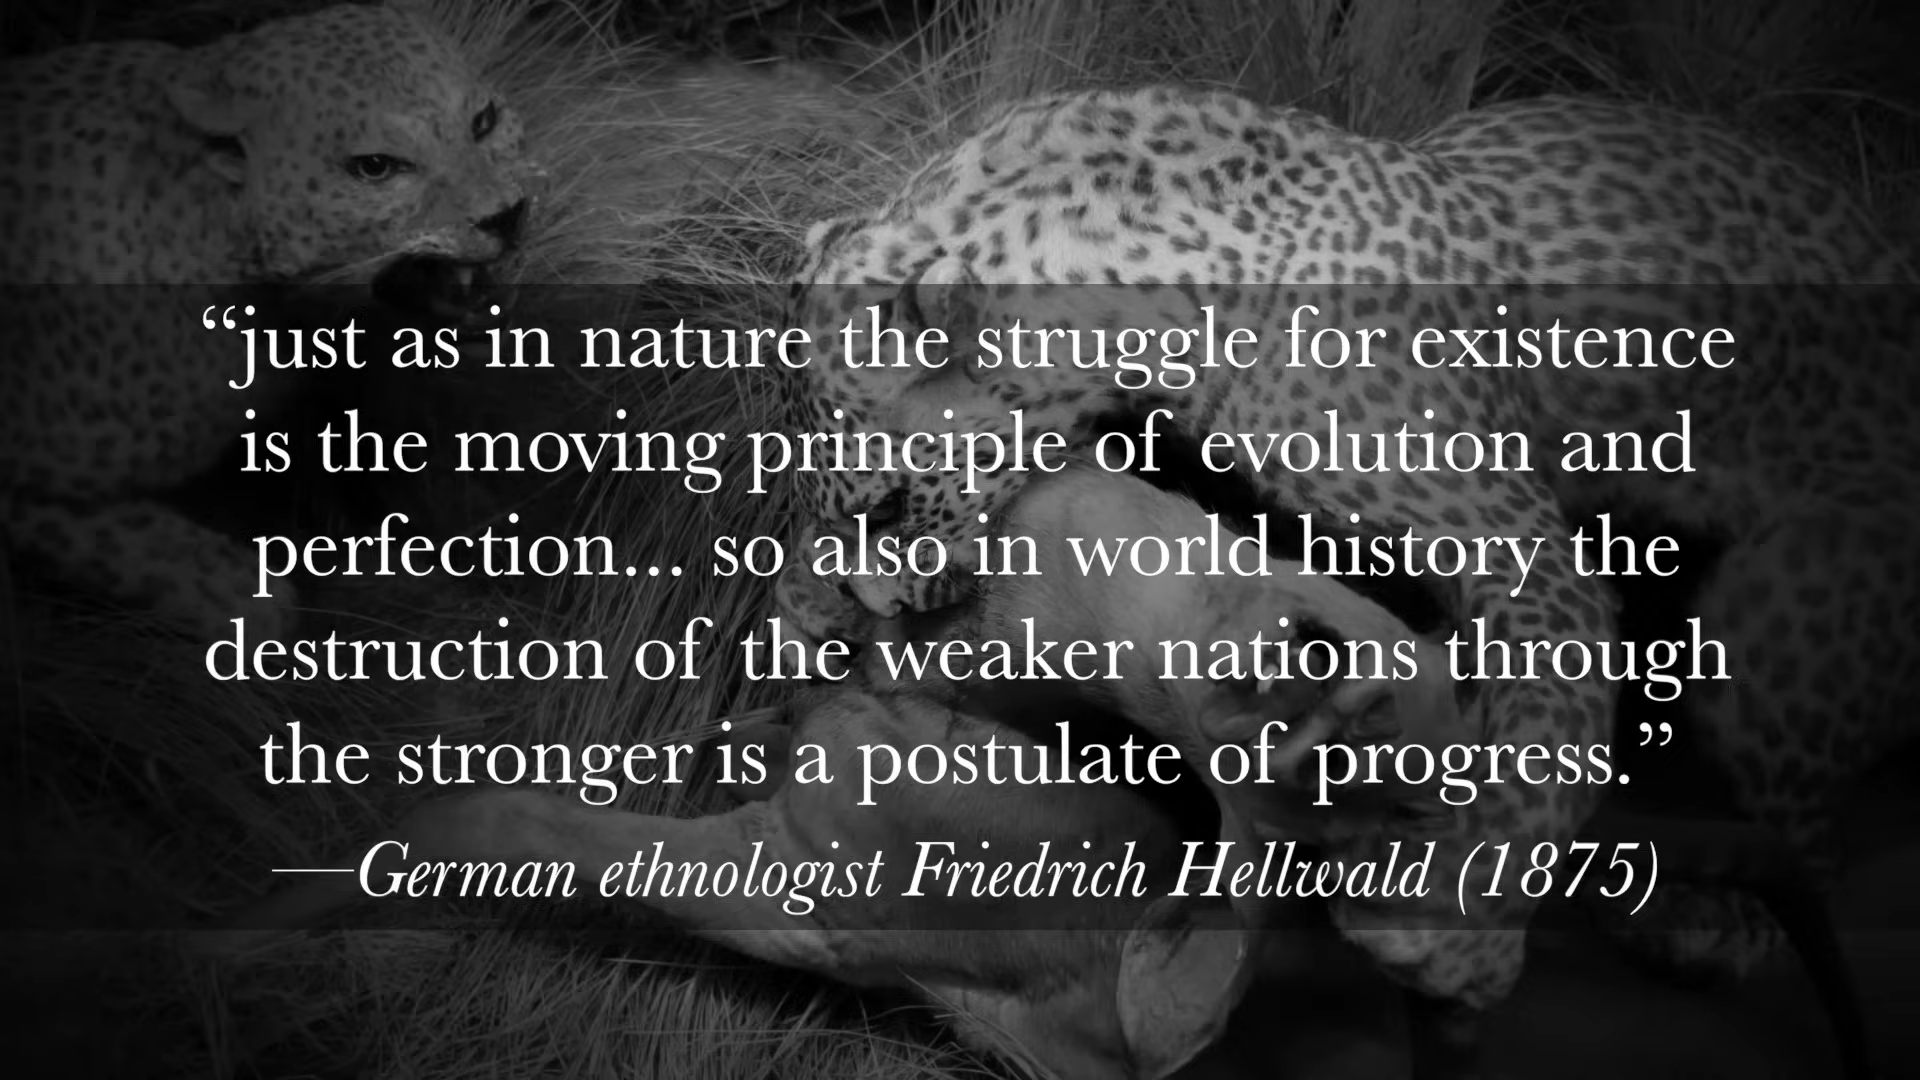 “just as in nature the struggle for existence
is the moving principle of evolution and
perfection... so also in world history the
destruction of the weaker nations through
the stronger is a postulate of progress.”
—German ethnologist Friedrich Hellwald (1875)